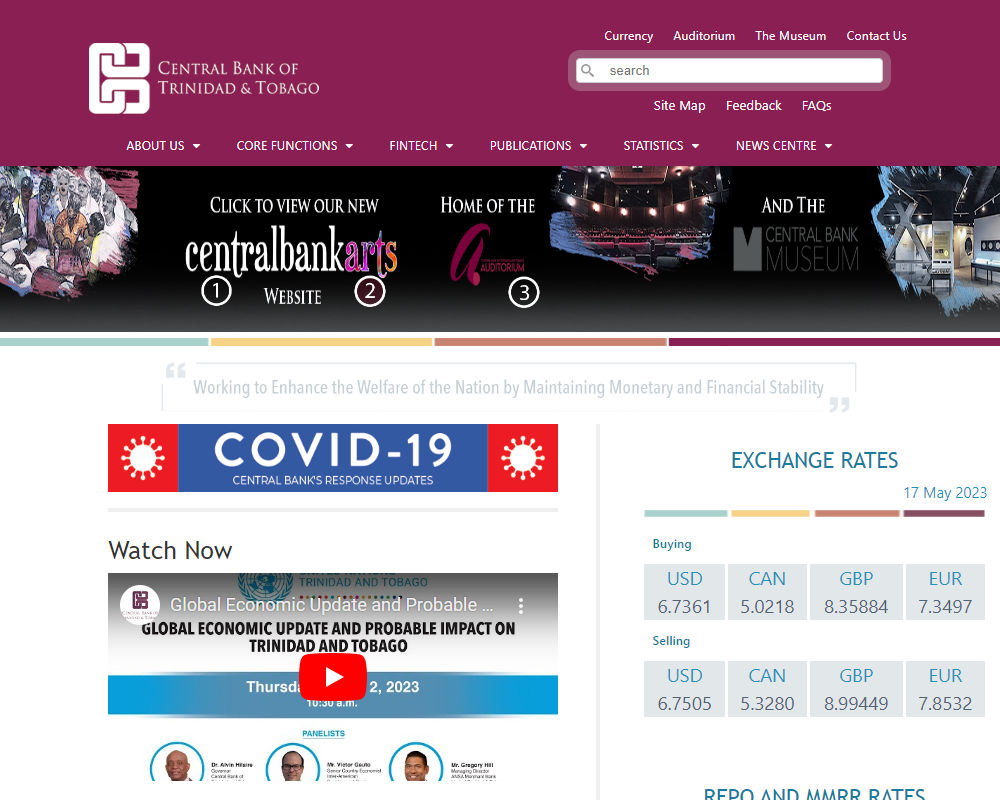 Currency Auditorium The Museum Contact Us
CENTRAL BANK OF
TRINIDAD & TOBAGO
search
Site Map Feedback FAQs
ABOUT US CORE FUNCTIONS FINTECH PUBLICATIONS STATISTICS NEWS CENTRE
CLICK TO VIEW OUR NEW
centralbankarts
WEBSITE
1 2
HOME OF THE
AUDITORIUM
3
AND THE
CENTRAL BANK
MUSEUM
Working to Enhance the Welfare of the Nation by Maintaining Monetary and Financial Stability
COVID-19
CENTRAL BANK'S RESPONSE UPDATES
Watch Now
TRINIDAD AND TOBAGO
Global Economic Update and Probable ...
GLOBAL ECONOMIC UPDATE AND PROBABLE IMPACT ON
TRINIDAD AND TOBAGO
2, 2023
10:30 a.m.
PANELISTS
Dr. Alvin Hilaire
Governor
Central Bank of
Mr. Victor Gauto
Senior Country Economist
Inter-American
Mr. Gregory Hill
Managing Director
ANSA Merchant Bank
EXCHANGE RATES
17 May 2023
Buying
USD CAN GBP EUR
6.7361 5.0218 8.35884 7.3497
Selling
USD CAN GBP EUR
6.7505 5.3280 8.99449 7.8532
REPO AND MMRR RATES